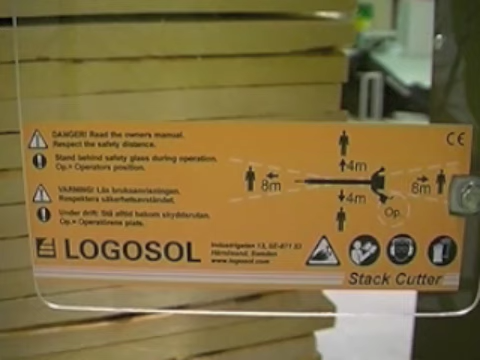 DANGER! Read the owners manual.
Respect the safety distance.
Stand behind safety glass during operation.
Op.= Operators position.
VARNING! Läs bruksanvisningen.
Respektera säkerhetsavståndet.
Under drift: Stå alltid bakom skyddsrutan.
Op.= Operatörens plats.
CE
4m
8m
8m
4m
Op.
LOGOSOL
Industrigatan 13, SE-871 53
Härnösand, Sweden
www.logosol.com
Stack Cutter